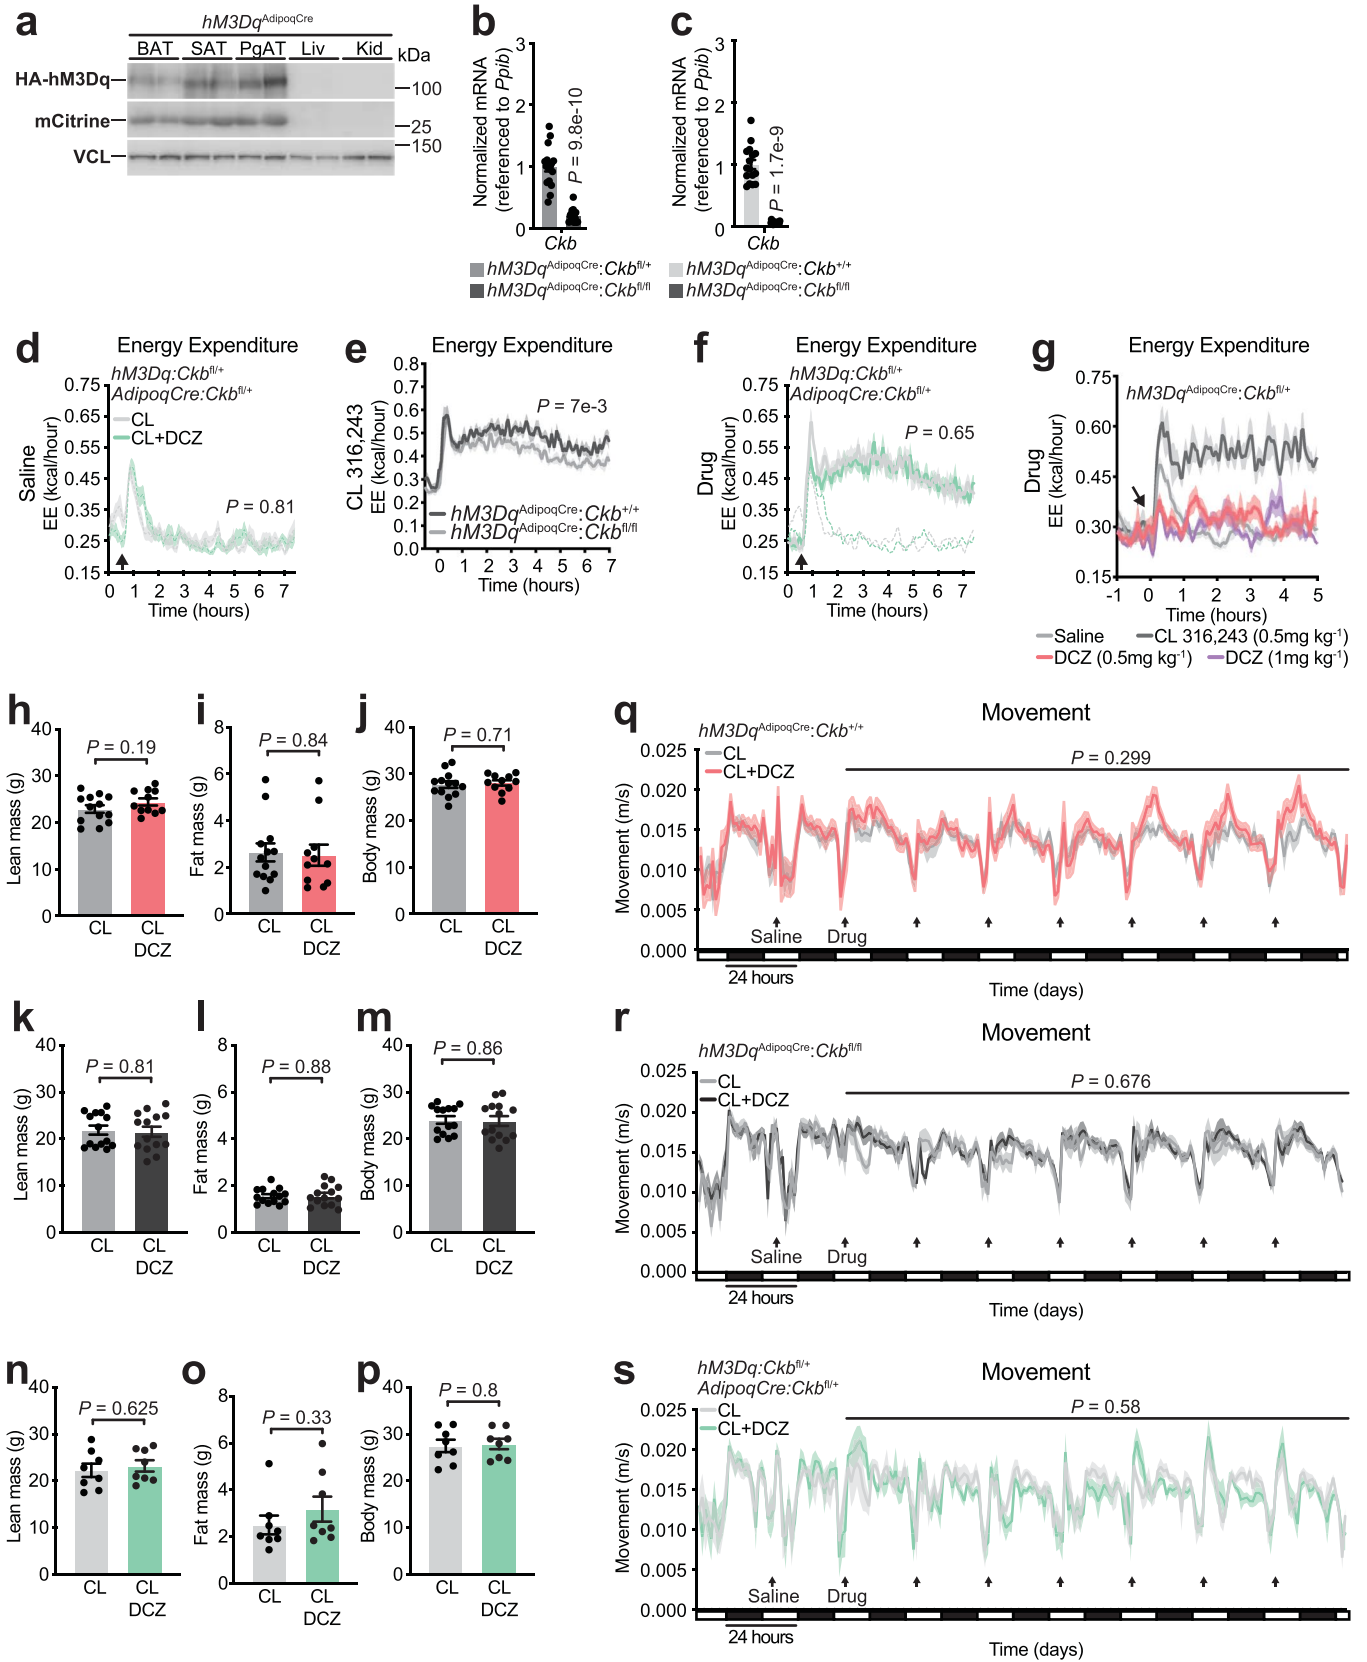 a
hM3Dq^AdipoqCre
BAT SAT PgAT Liv Kid kDa
HA-hM3Dq 100
mCitrine 25
150
VCL
b
Normalized mRNA
(referenced to Ppib)
3
2
1
0
P = 9.8e-10
Ckb
hM3Dq^AdipoqCre:Ckb^fl/+
hM3Dq^AdipoqCre:Ckb^fl/fl
c
Normalized mRNA
(referenced to Ppib)
3
2
1
0
P = 1.7e-9
Ckb
hM3Dq^AdipoqCre:Ckb^+/+
hM3Dq^AdipoqCre:Ckb^fl/fl
d
Energy Expenditure
hM3Dq:Ckb^fl/+
AdipoqCre:Ckb^fl/+
CL
CL+DCZ
Saline
EE (kcal/hour)
0.75
0.65
0.55
0.45
0.35
0.25
0.15
P = 0.81
0 1 2 3 4 5 6 7
Time (hours)
e
Energy Expenditure
CL 316,243
EE (kcal/hour)
0.8
0.7
0.6
0.5
0.4
0.3
0.2
0.1
0.0
P = 7e-3
hM3Dq^AdipoqCre:Ckb^+/+
hM3Dq^AdipoqCre:Ckb^fl/fl
0 1 2 3 4 5 6 7
Time (hours)
f
Energy Expenditure
hM3Dq:Ckb^fl/+
AdipoqCre:Ckb^fl/+
Drug
EE (kcal/hour)
0.75
0.65
0.55
0.45
0.35
0.25
0.15
P = 0.65
0 1 2 3 4 5 6 7
Time (hours)
g
Energy Expenditure
hM3Dq^AdipoqCre:Ckb^fl/+
Drug
EE (kcal/hour)
0.75
0.60
0.45
0.30
0.15
-1 0 1 2 3 4 5
Time (hours)
Saline CL 316,243 (0.5mg kg^-1)
DCZ (0.5mg kg^-1) DCZ (1mg kg^-1)
h
Lean mass (g)
40
30
20
10
0
P = 0.19
CL CL
DCZ
i
Fat mass (g)
8
6
4
2
0
P = 0.84
CL CL
DCZ
j
Body mass (g)
40
30
20
10
0
P = 0.71
CL CL
DCZ
q
Movement
hM3Dq^AdipoqCre:Ckb^+/+
CL
CL+DCZ
P = 0.299
Movement (m/s)
0.025
0.020
0.015
0.010
0.005
0.000
Saline Drug
24 hours
Time (days)
k
Lean mass (g)
40
30
20
10
0
P = 0.81
CL CL
DCZ
l
Fat mass (g)
8
6
4
2
0
P = 0.88
CL CL
DCZ
m
Body mass (g)
40
30
20
10
0
P = 0.86
CL CL
DCZ
r
Movement
hM3Dq^AdipoqCre:Ckb^fl/fl
CL
CL+DCZ
P = 0.676
Movement (m/s)
0.025
0.020
0.015
0.010
0.005
0.000
Saline Drug
24 hours
Time (days)
n
Lean mass (g)
40
30
20
10
0
P = 0.625
CL CL
DCZ
o
Fat mass (g)
8
6
4
2
0
P = 0.33
CL CL
DCZ
p
Body mass (g)
40
30
20
10
0
P = 0.8
CL CL
DCZ
s
Movement
hM3Dq:Ckb^fl/+
AdipoqCre:Ckb^fl/+
CL
CL+DCZ
P = 0.58
Movement (m/s)
0.025
0.020
0.015
0.010
0.005
0.000
Saline Drug
24 hours
Time (days)